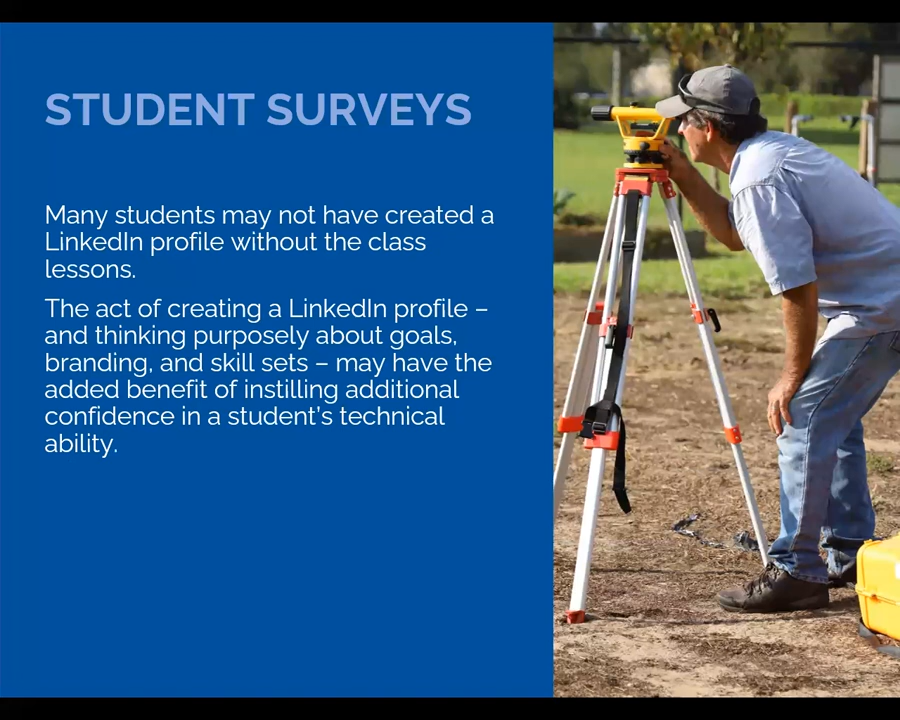 STUDENT SURVEYS
Many students may not have created a
LinkedIn profile without the class
lessons.
The act of creating a LinkedIn profile –
and thinking purposely about goals,
branding, and skill sets – may have the
added benefit of instilling additional
confidence in a student's technical
ability.